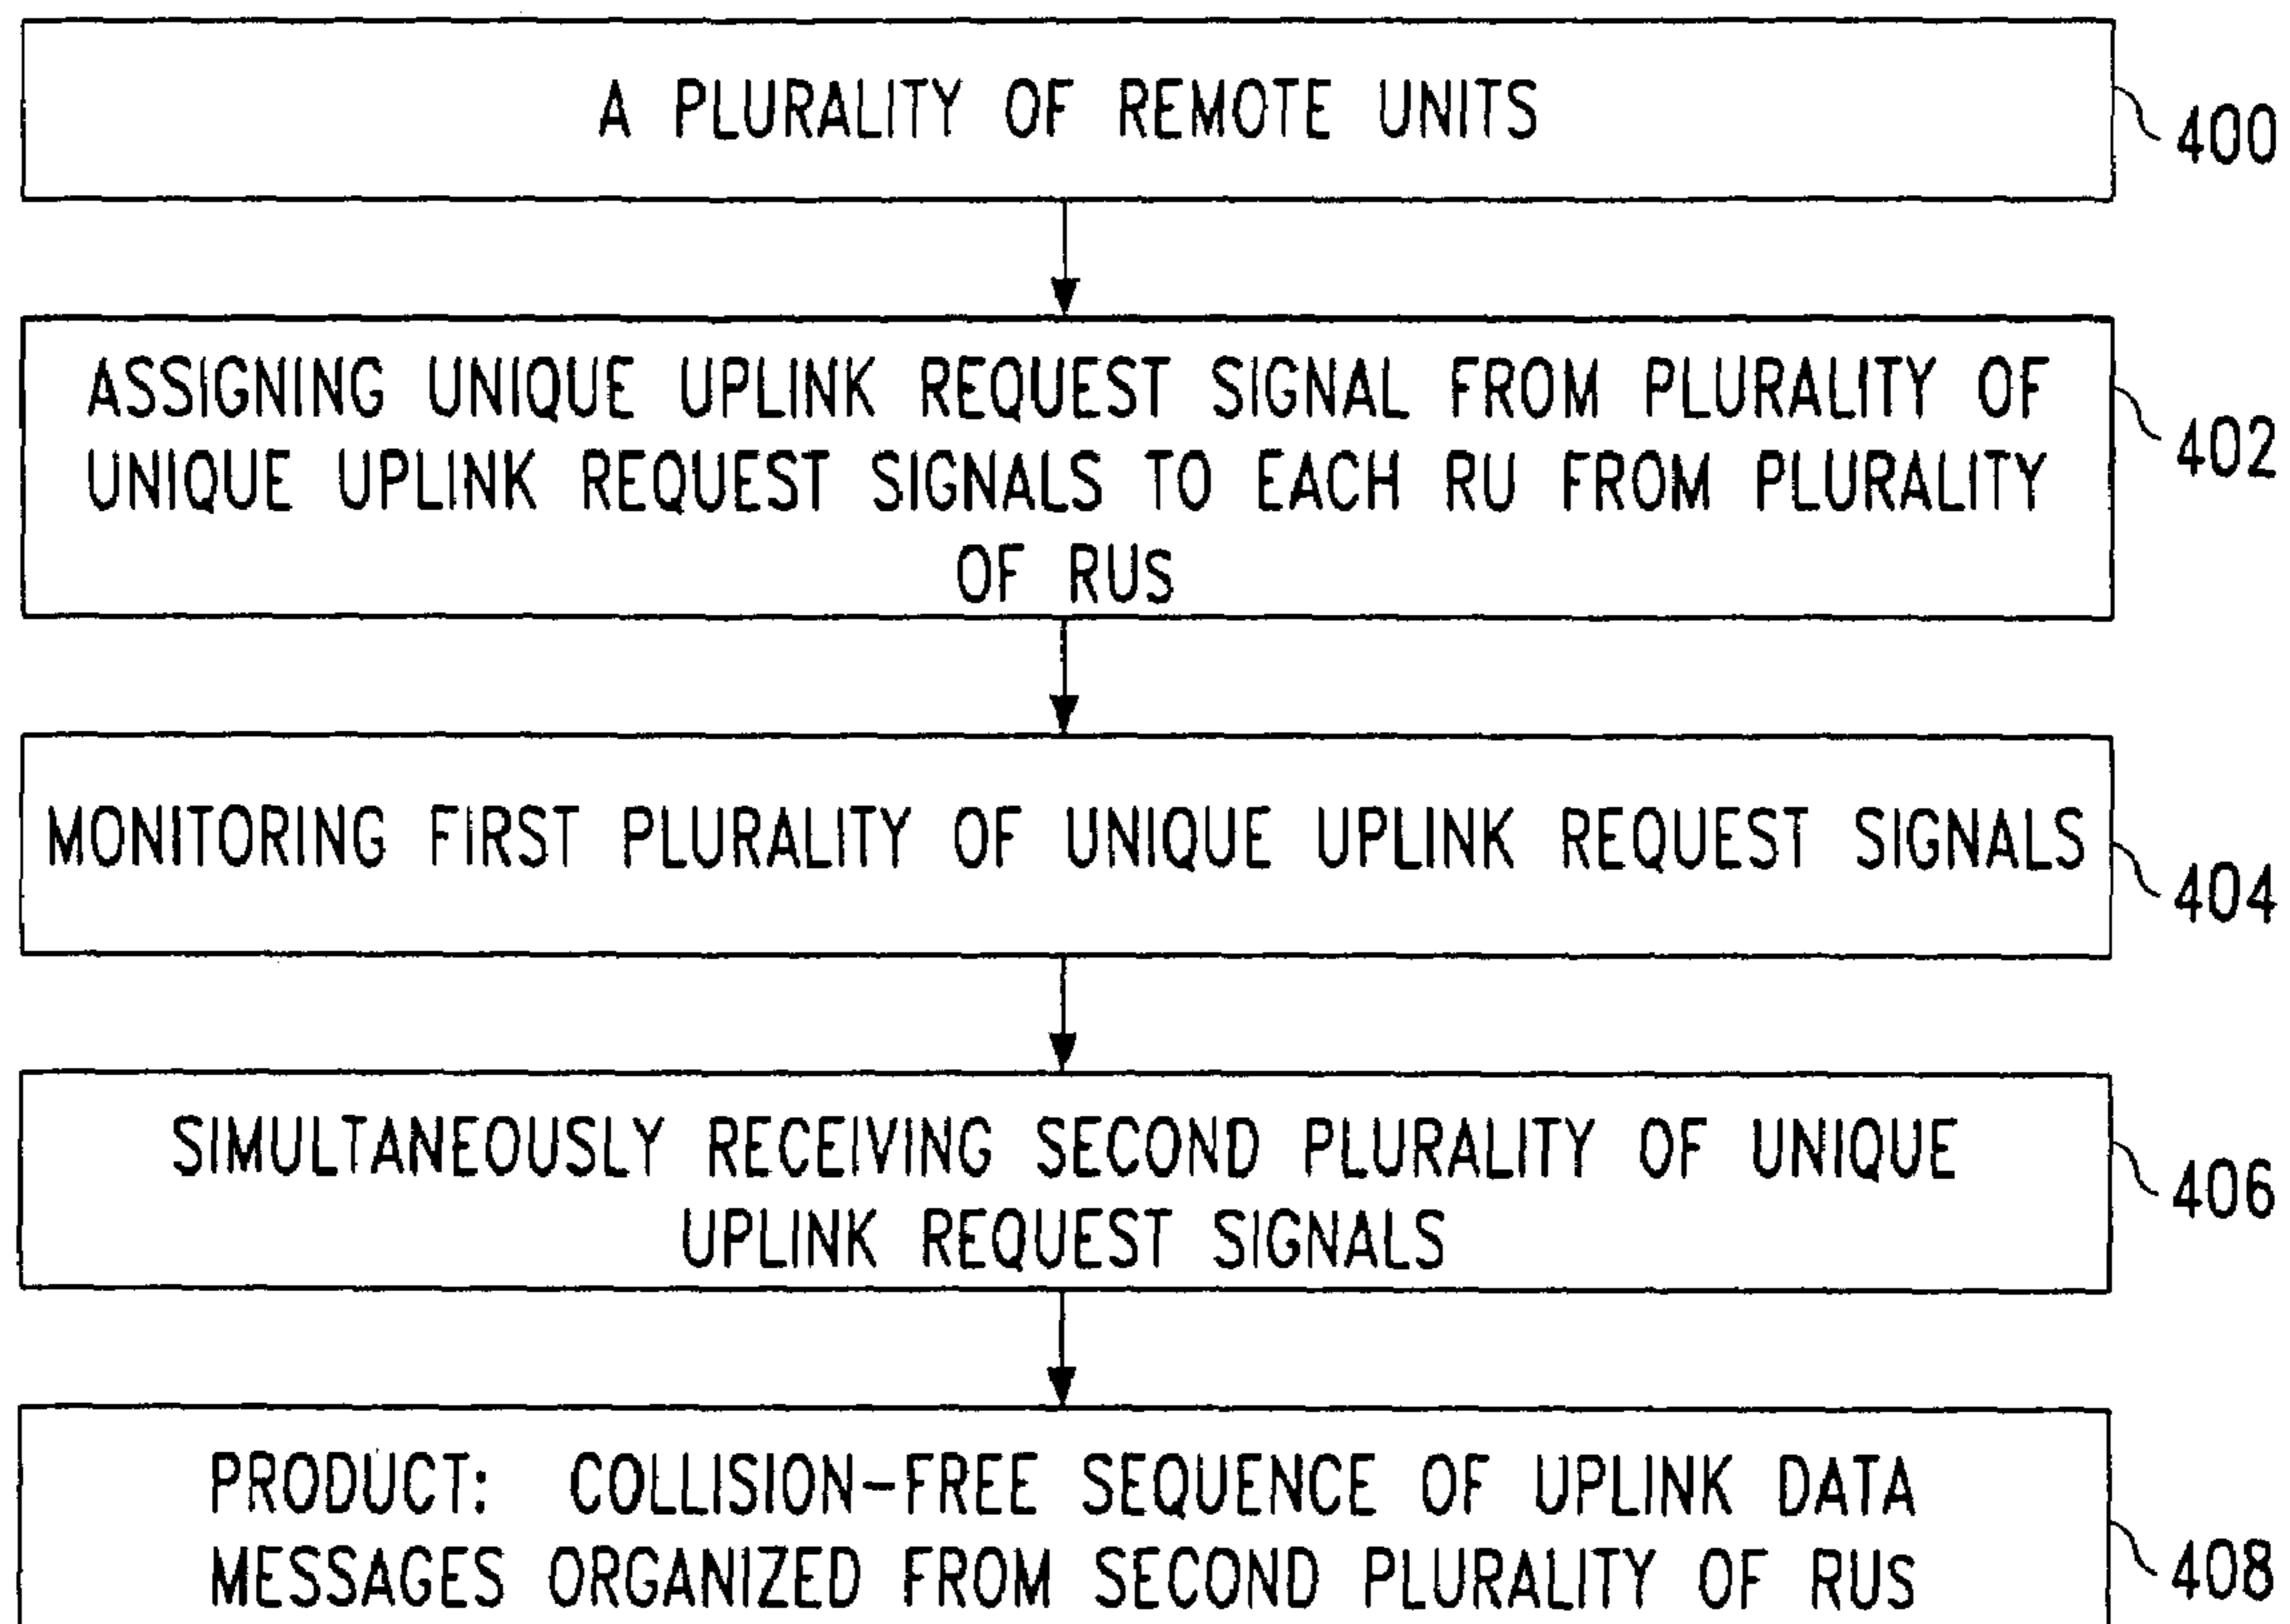 A PLURALITY OF REMOTE UNITS
400
ASSIGNING UNIQUE UPLINK REQUEST SIGNAL FROM PLURALITY OF
UNIQUE UPLINK REQUEST SIGNALS TO EACH RU FROM PLURALITY
OF RUS
402
MONITORING FIRST PLURALITY OF UNIQUE UPLINK REQUEST SIGNALS
404
SIMULTANEOUSLY RECEIVING SECOND PLURALITY OF UNIQUE
UPLINK REQUEST SIGNALS
406
PRODUCT: COLLISION-FREE SEQUENCE OF UPLINK DATA
MESSAGES ORGANIZED FROM SECOND PLURALITY OF RUS
408